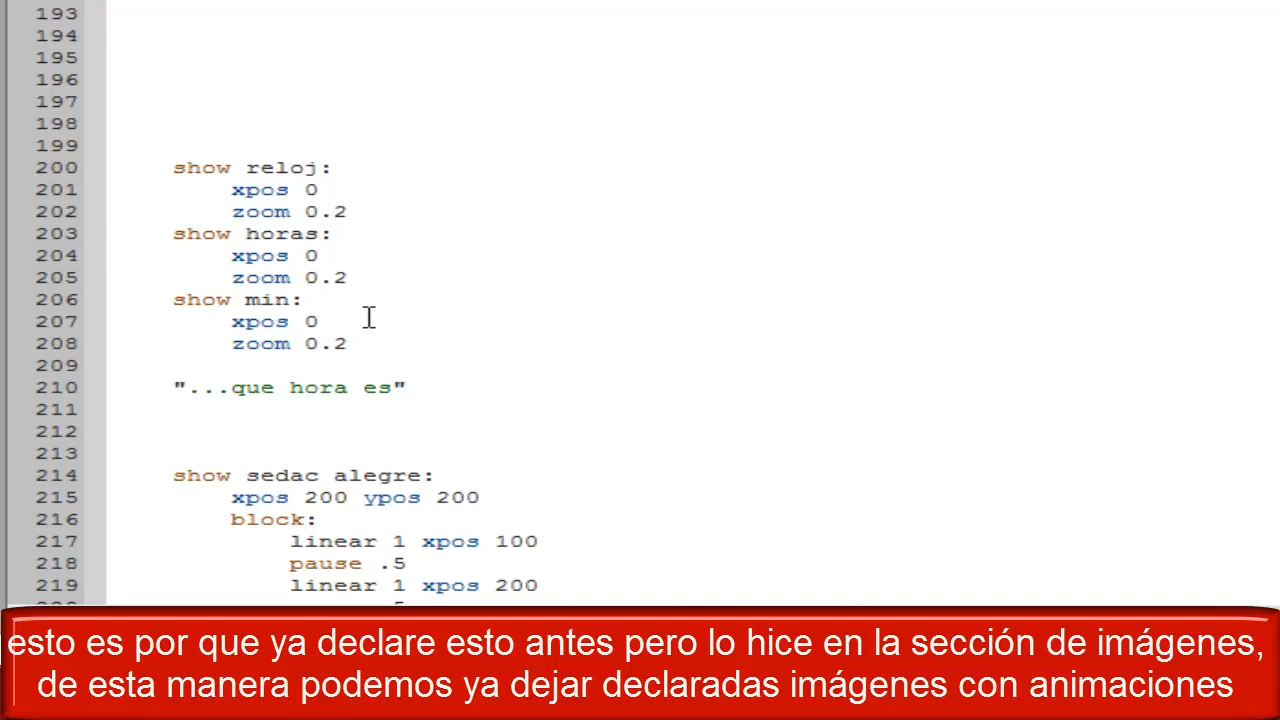 193
194
195
196
197
198
199
200 show reloj:
201 xpos 0
202 zoom 0.2
203 show horas:
204 xpos 0
205 zoom 0.2
206 show min:
207 xpos 0
208 zoom 0.2
209
210 "...que hora es"
211
212
213
214 show sedac alegre:
215 xpos 200 ypos 200
216 block:
217 linear 1 xpos 100
218 pause .5
219 linear 1 xpos 200
esto es por que ya declare esto antes pero lo hice en la sección de imágenes,
de esta manera podemos ya dejar declaradas imágenes con animaciones